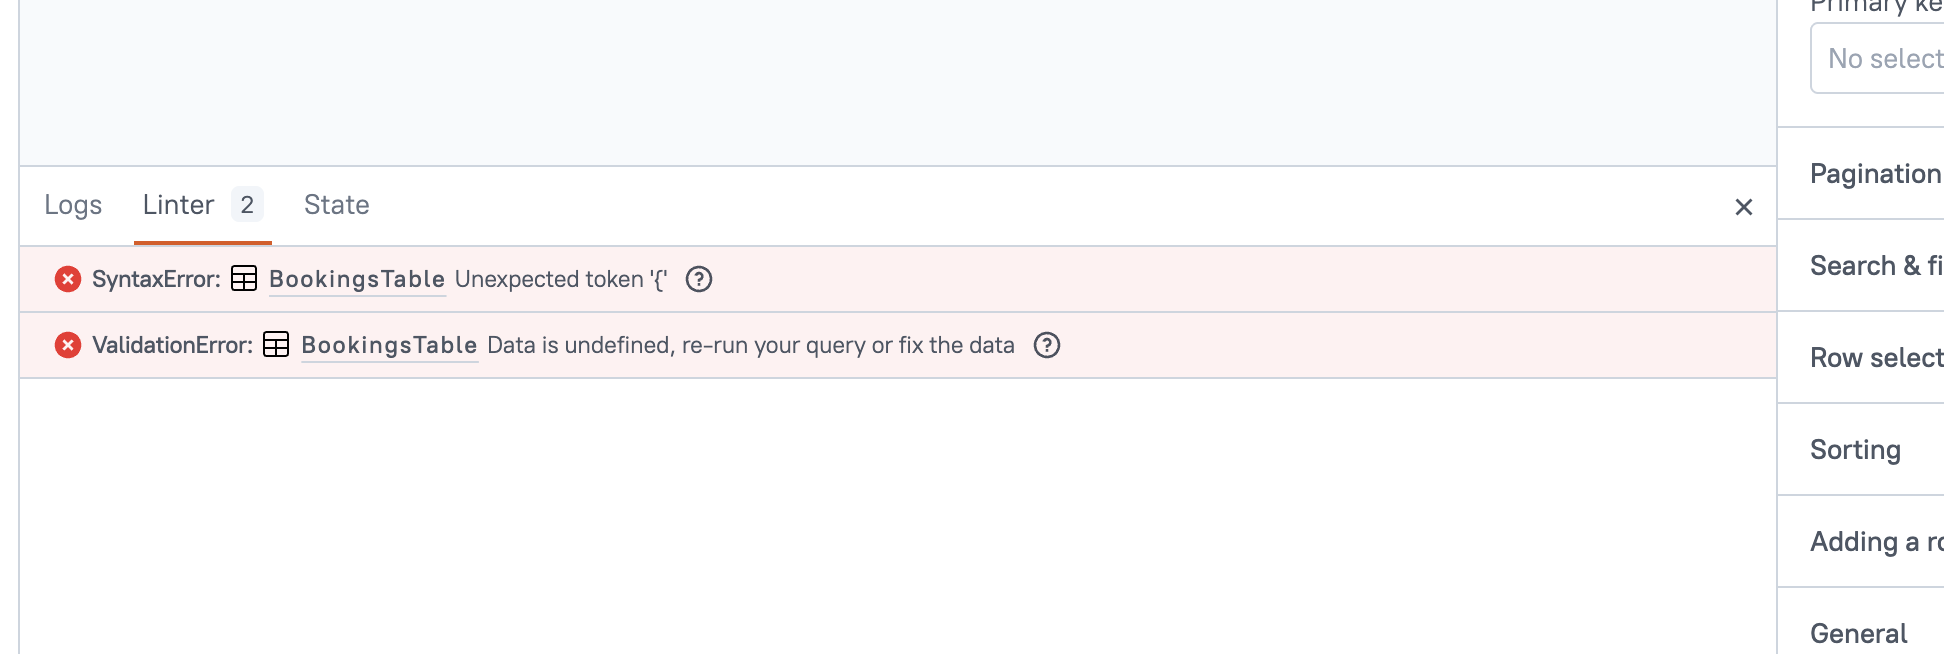 Primary ke
No select
Logs Linter 2 State
SyntaxError: BookingsTable Unexpected token '{'
ValidationError: BookingsTable Data is undefined, re-run your query or fix the data
Pagination
Search & fi
Row select
Sorting
Adding a ro
General